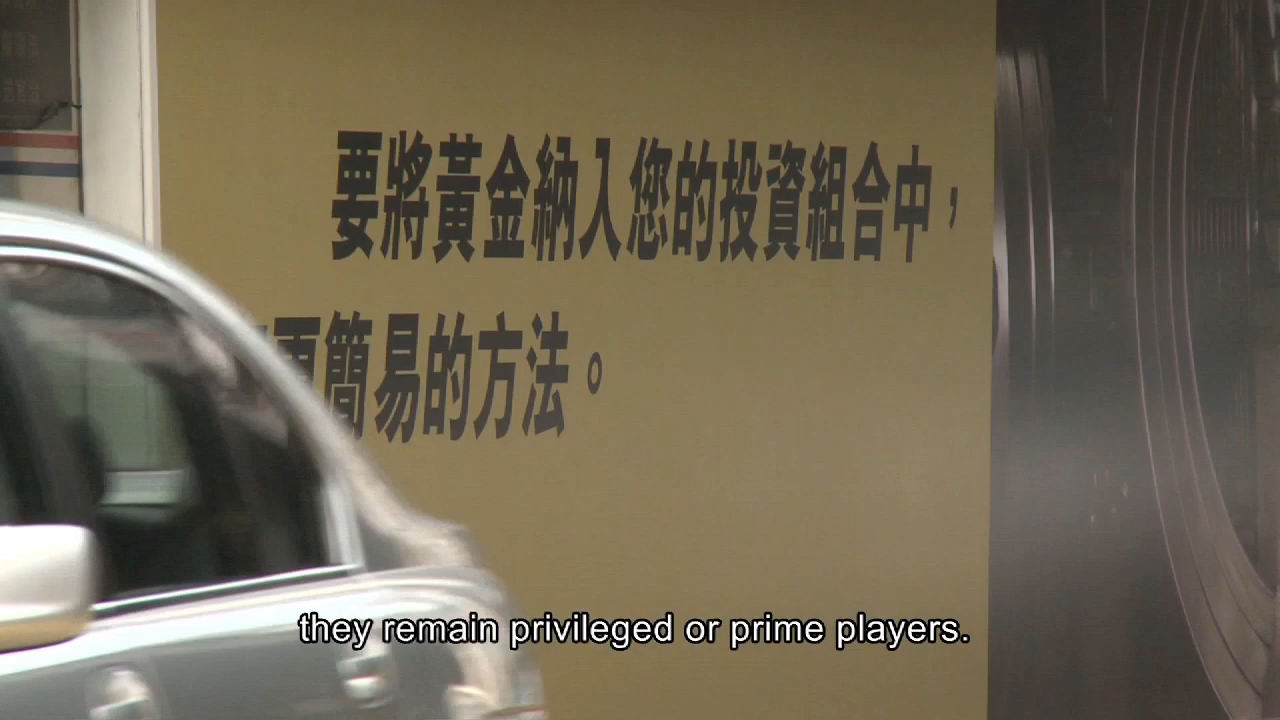 要將黃金納入您的投資組合中，
更簡易的方法。
they remain privileged or prime players.